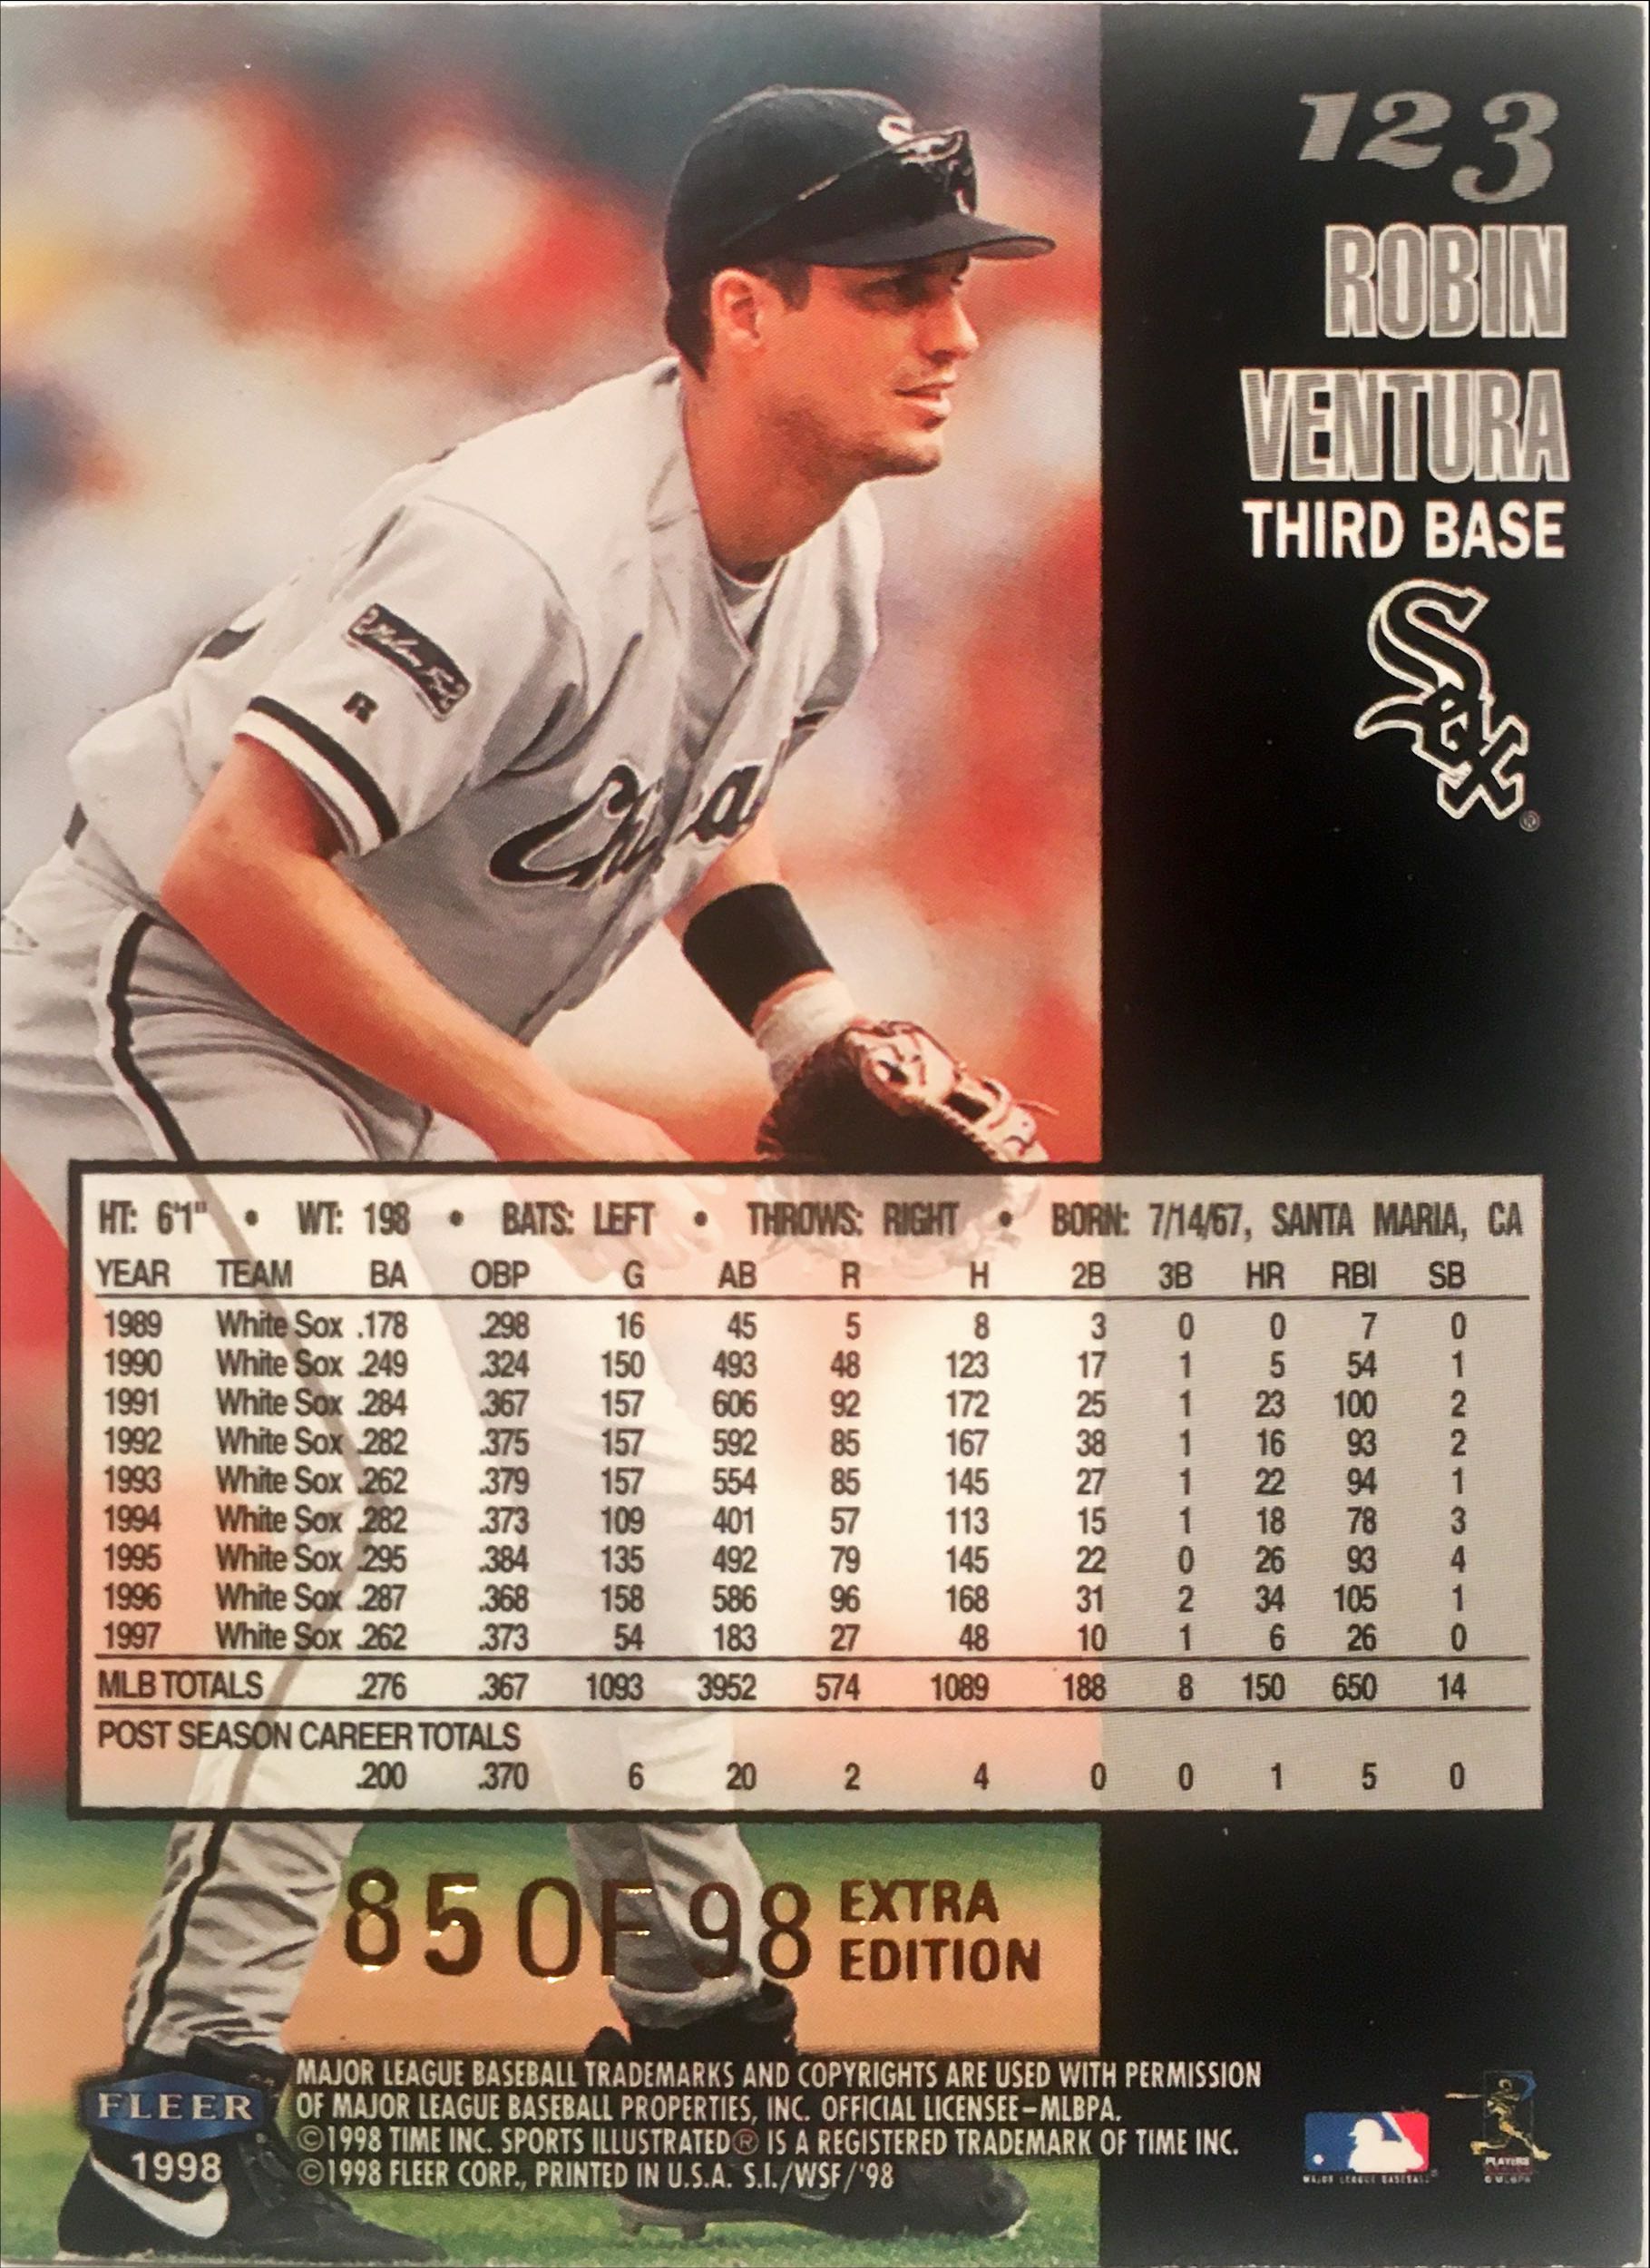 123
ROBIN
VENTURA
THIRD BASE
Sox®
Chica
R
HT: 6'1" • WT: 198 • BATS: LEFT • THROWS: RIGHT • BORN: 7/14/67, SANTA MARIA, CA
YEAR TEAM BA OBP G AB R H 2B 3B HR RBI SB
1989 White Sox .178 .298 16 45 5 8 3 0 0 7 0
1990 White Sox .249 .324 150 493 48 123 17 1 5 54 1
1991 White Sox .284 .367 157 606 92 172 25 1 23 100 2
1992 White Sox .282 .375 157 592 85 167 38 1 16 93 2
1993 White Sox .262 .379 157 554 85 145 27 1 22 94 1
1994 White Sox .282 .373 109 401 57 113 15 1 18 78 3
1995 White Sox .295 .384 135 492 79 145 22 0 26 93 4
1996 White Sox .287 .368 158 586 96 168 31 2 34 105 1
1997 White Sox .262 .373 54 183 27 48 10 1 6 26 0
MLB TOTALS .276 .367 1093 3952 574 1089 188 8 150 650 14
POST SEASON CAREER TOTALS
.200 .370 6 20 2 4 0 0 1 5 0
85 OF 98 EXTRA
EDITION
FLEER
1998
MAJOR LEAGUE BASEBALL TRADEMARKS AND COPYRIGHTS ARE USED WITH PERMISSION
OF MAJOR LEAGUE BASEBALL PROPERTIES, INC. OFFICIAL LICENSEE–MLBPA.
©1998 TIME INC. SPORTS ILLUSTRATED® IS A REGISTERED TRADEMARK OF TIME INC.
©1998 FLEER CORP., PRINTED IN U.S.A. S.I./WSF/'98
MAJOR LEAGUE BASEBALL®
PLAYERS